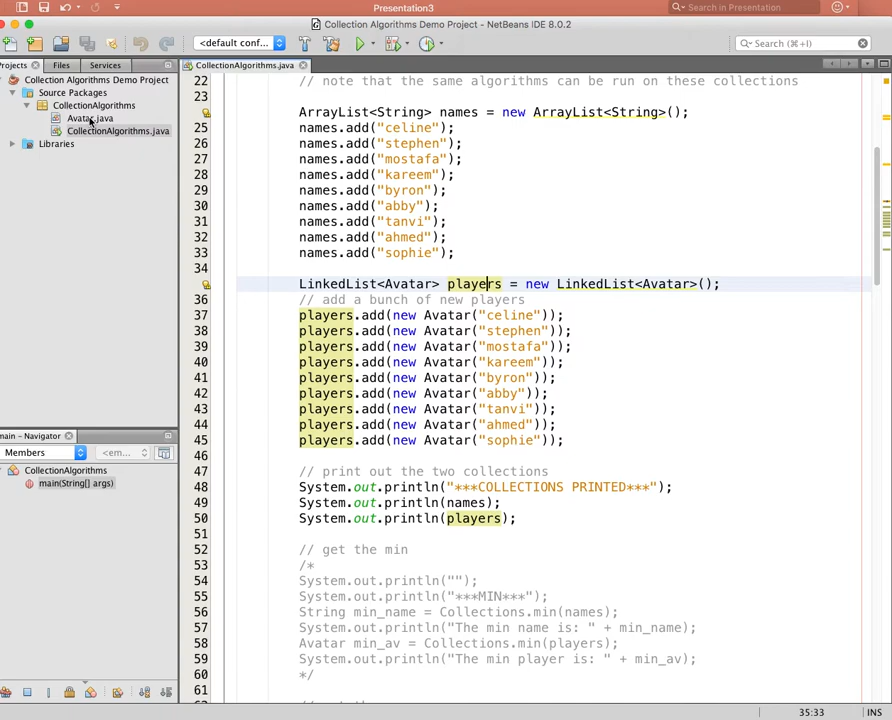 Presentation3
Search in Presentation
Collection Algorithms Demo Project - NetBeans IDE 8.0.2
<default conf...
Search (⌘+I)
Projects
Files
Services
CollectionAlgorithms.java
Collection Algorithms Demo Project
Source Packages
CollectionAlgorithms
Avatar.java
CollectionAlgorithms.java
Libraries
22 // note that the same algorithms can be run on these collections
23
ArrayList<String> names = new ArrayList<String>();
25 names.add("celine");
26 names.add("stephen");
27 names.add("mostafa");
28 names.add("kareem");
29 names.add("byron");
30 names.add("abby");
31 names.add("tanvi");
32 names.add("ahmed");
33 names.add("sophie");
34
LinkedList<Avatar> players = new LinkedList<Avatar>();
36 // add a bunch of new players
37 players.add(new Avatar("celine"));
38 players.add(new Avatar("stephen"));
39 players.add(new Avatar("mostafa"));
40 players.add(new Avatar("kareem"));
41 players.add(new Avatar("byron"));
42 players.add(new Avatar("abby"));
43 players.add(new Avatar("tanvi"));
44 players.add(new Avatar("ahmed"));
45 players.add(new Avatar("sophie"));
46
47 // print out the two collections
48 System.out.println("***COLLECTIONS PRINTED***");
49 System.out.println(names);
50 System.out.println(players);
51
52 // get the min
53 /*
54 System.out.println("");
55 System.out.println("***MIN***");
56 String min_name = Collections.min(names);
57 System.out.println("The min name is: " + min_name);
58 Avatar min_av = Collections.min(players);
59 System.out.println("The min player is: " + min_av);
60 */
61
main - Navigator
Members
<em...
CollectionAlgorithms
main(String[] args)
35:33
INS